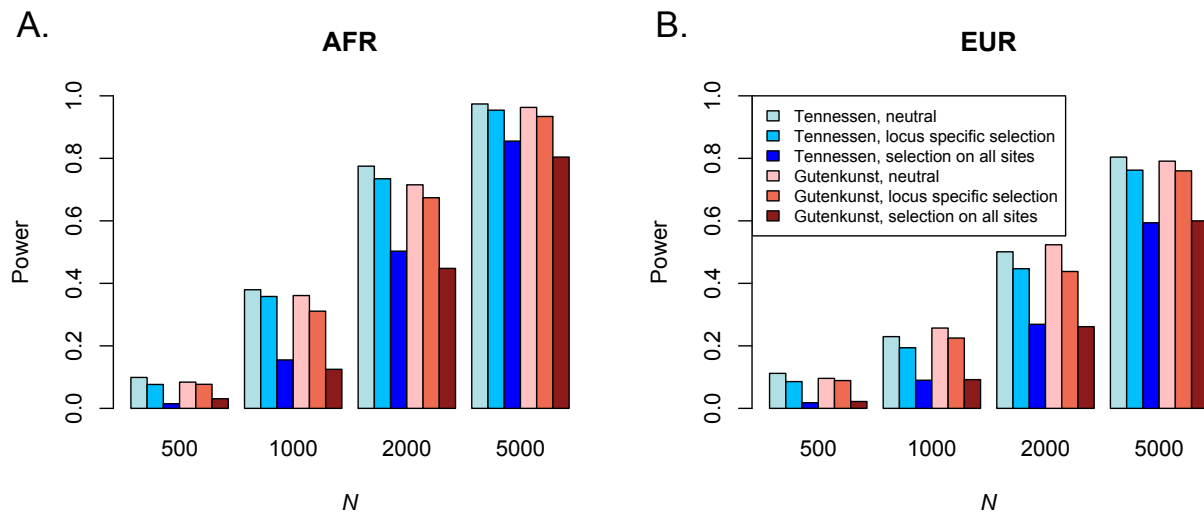 A.
AFR
Power
0.0 0.2 0.4 0.6 0.8 1.0
500 1000 2000 5000
N
B.
EUR
Power
0.0 0.2 0.4 0.6 0.8 1.0
Tennessen, neutral
Tennessen, locus specific selection
Tennessen, selection on all sites
Gutenkunst, neutral
Gutenkunst, locus specific selection
Gutenkunst, selection on all sites
500 1000 2000 5000
N